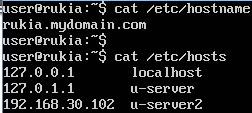 user@rukia:~$ cat /etc/hostname
rukia.mydomain.com
user@rukia:~$
user@rukia:~$ cat /etc/hosts
127.0.0.1 localhost
127.0.1.1 u-server
192.168.30.102 u-server2